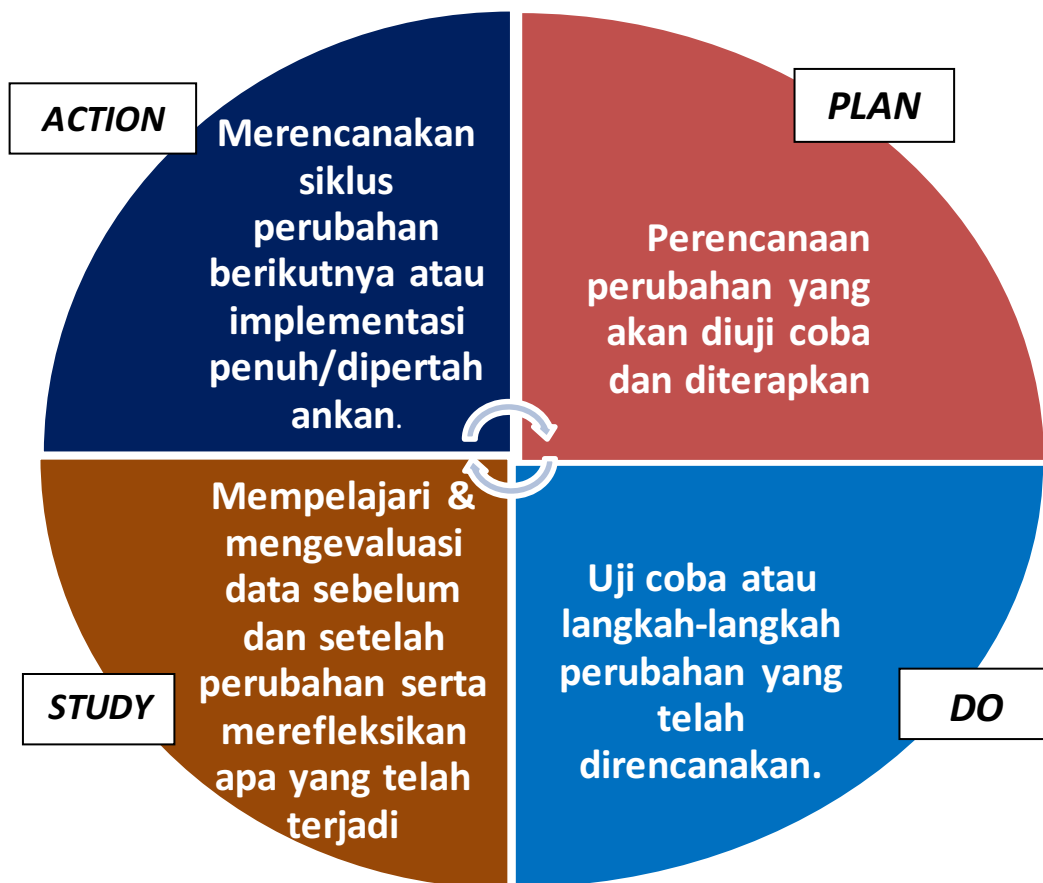 ACTION
Merencanakan
siklus
perubahan
berikutnya atau
implementasi
penuh/dipertah
ankan.
PLAN
Perencanaan
perubahan yang
akan diuji coba
dan diterapkan
STUDY
Mempelajari &
mengevaluasi
data sebelum
dan setelah
perubahan serta
merefleksikan
apa yang telah
terjadi
DO
Uji coba atau
langkah-langkah
perubahan yang
telah
direncanakan.